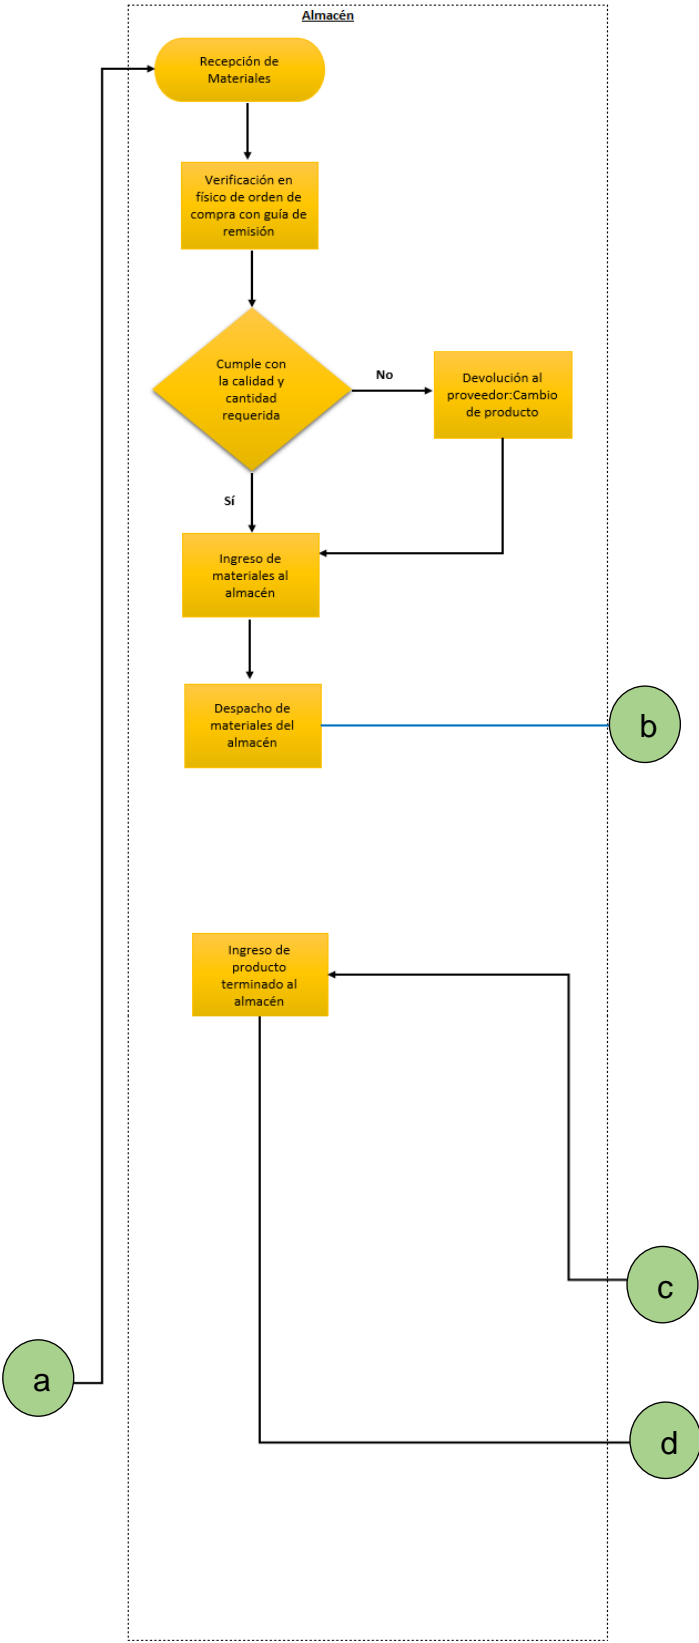 Almacén
Recepción de
Materiales
Verificación en
físico de orden de
compra con guía de
remisión
Cumple con
la calidad y
cantidad
requerida
No
Devolución al
proveedor:Cambio
de producto
Sí
Ingreso de
materiales al
almacén
Despacho de
materiales del
almacén
b
Ingreso de
producto
terminado al
almacén
c
a
d